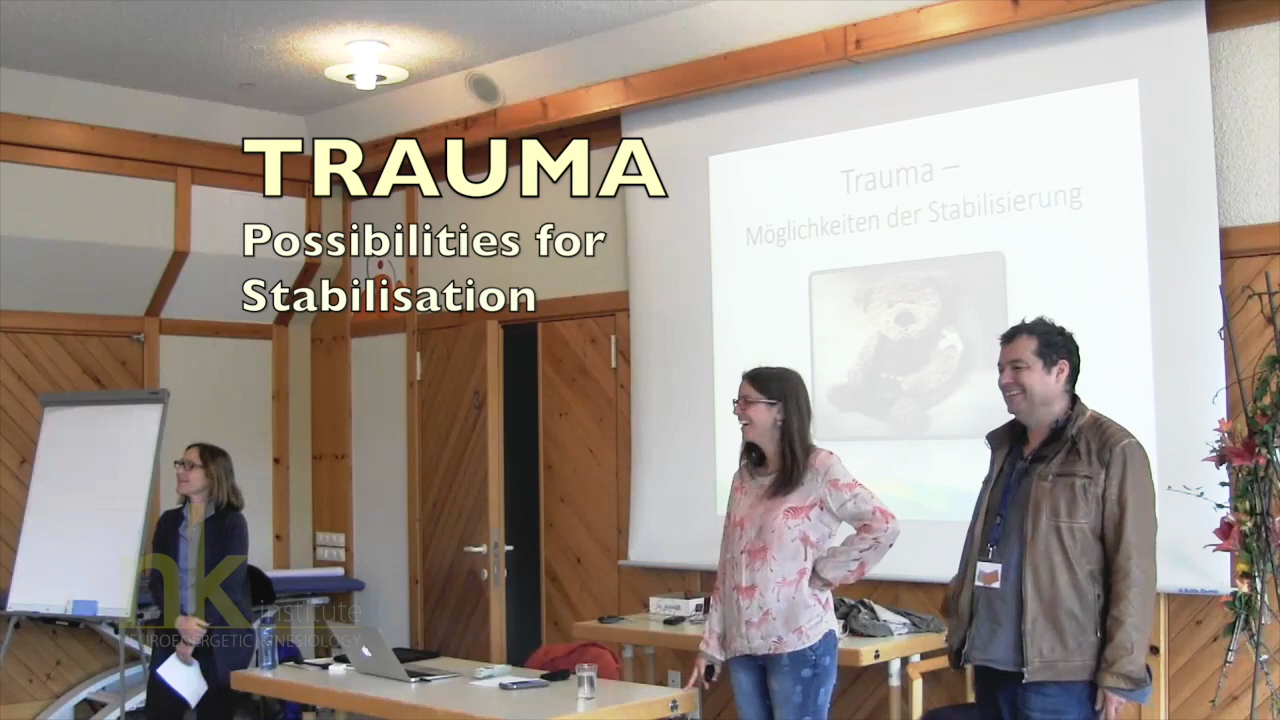 TRAUMA
Possibilities for
Stabilisation
Trauma –
Möglichkeiten der Stabilisierung
nk institute
NEUROENERGETIC KINESIOLOGY